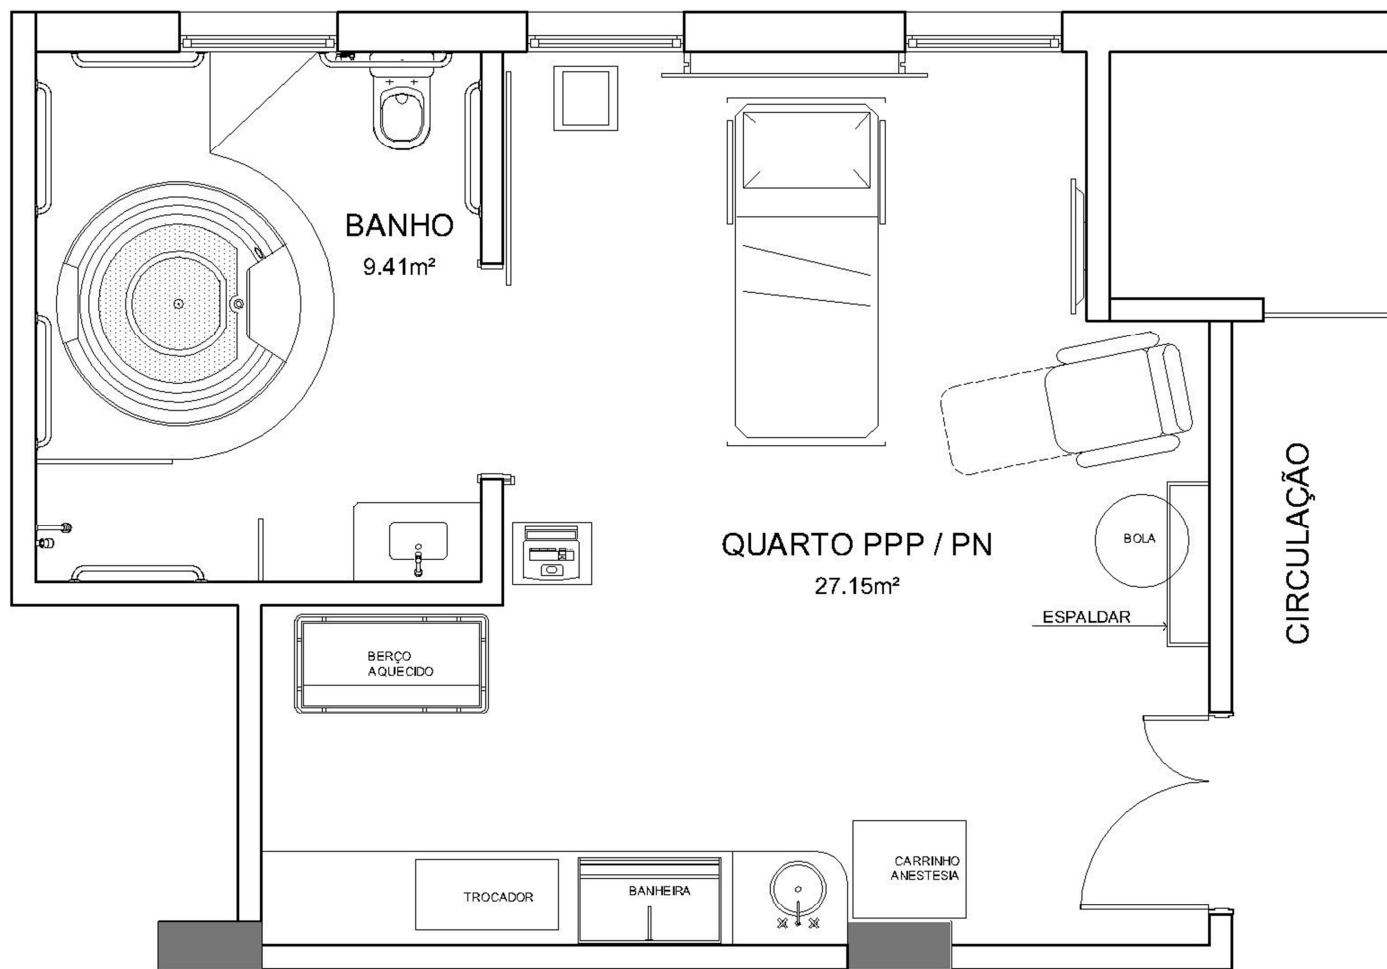 BANHO
9.41m²
QUARTO PPP / PN
27.15m²
BOLA
ESPALDAR
CIRCULAÇÃO
BERÇO
AQUECIDO
TROCADOR
BANHEIRA
CARRINHO
ANESTESIA